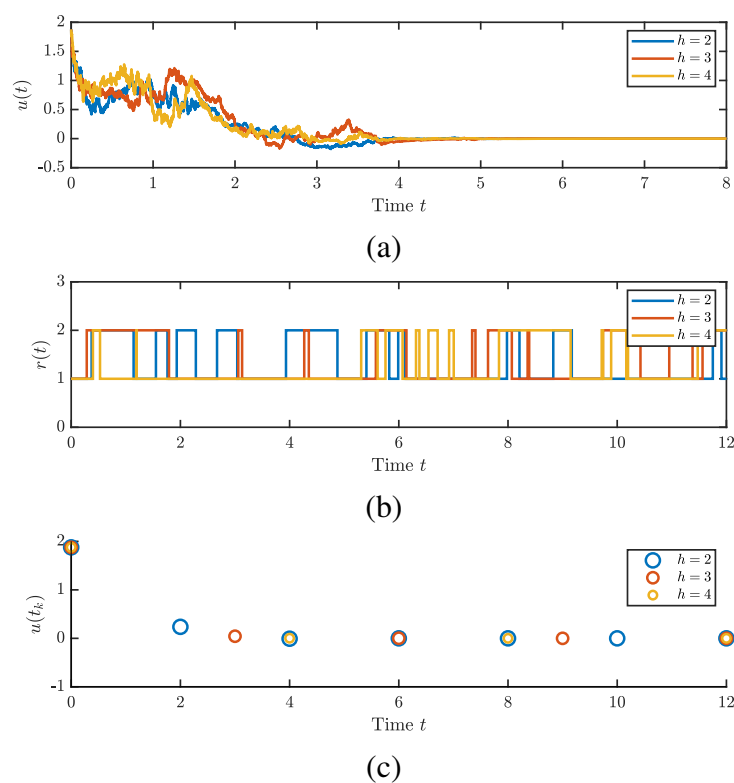 2
1.5
1
0.5
0
-0.5
u(t)
h = 2
h = 3
h = 4
0 1 2 3 4 5 6 7 8
Time t
(a)
3
2
1
0
r(t)
h = 2
h = 3
h = 4
0 2 4 6 8 10 12
Time t
(b)
2
1
0
-1
u(t_k)
h = 2
h = 3
h = 4
0 2 4 6 8 10 12
Time t
(c)